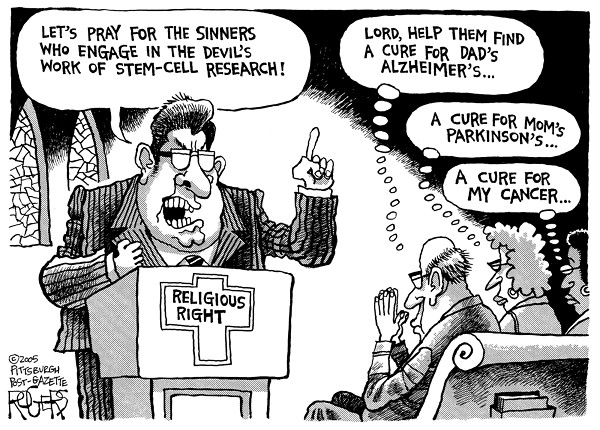 LET'S PRAY FOR THE SINNERS
WHO ENGAGE IN THE DEVIL'S
WORK OF STEM-CELL RESEARCH!
LORD, HELP THEM FIND
A CURE FOR DAD'S
ALZHEIMER'S...
A CURE FOR MOM'S
PARKINSON'S...
A CURE FOR
MY CANCER...
RELIGIOUS
RIGHT
©2005
PITTSBURGH
POST-GAZETTE
ROGERS